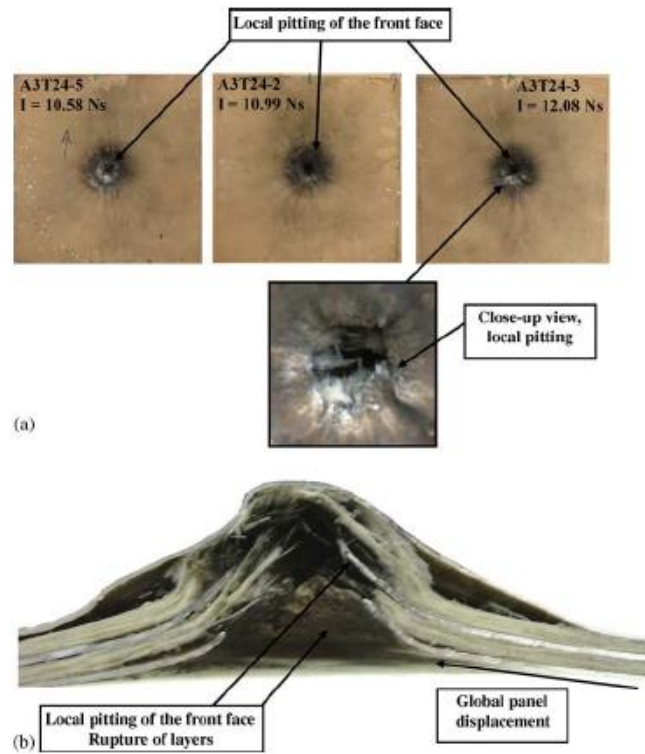 Local pitting of the front face
A3T24-5
I = 10.58 Ns
A3T24-2
I = 10.99 Ns
A3T24-3
I = 12.08 Ns
Close-up view,
local pitting
(a)
Global panel
displacement
Local pitting of the front face
Rupture of layers
(b)